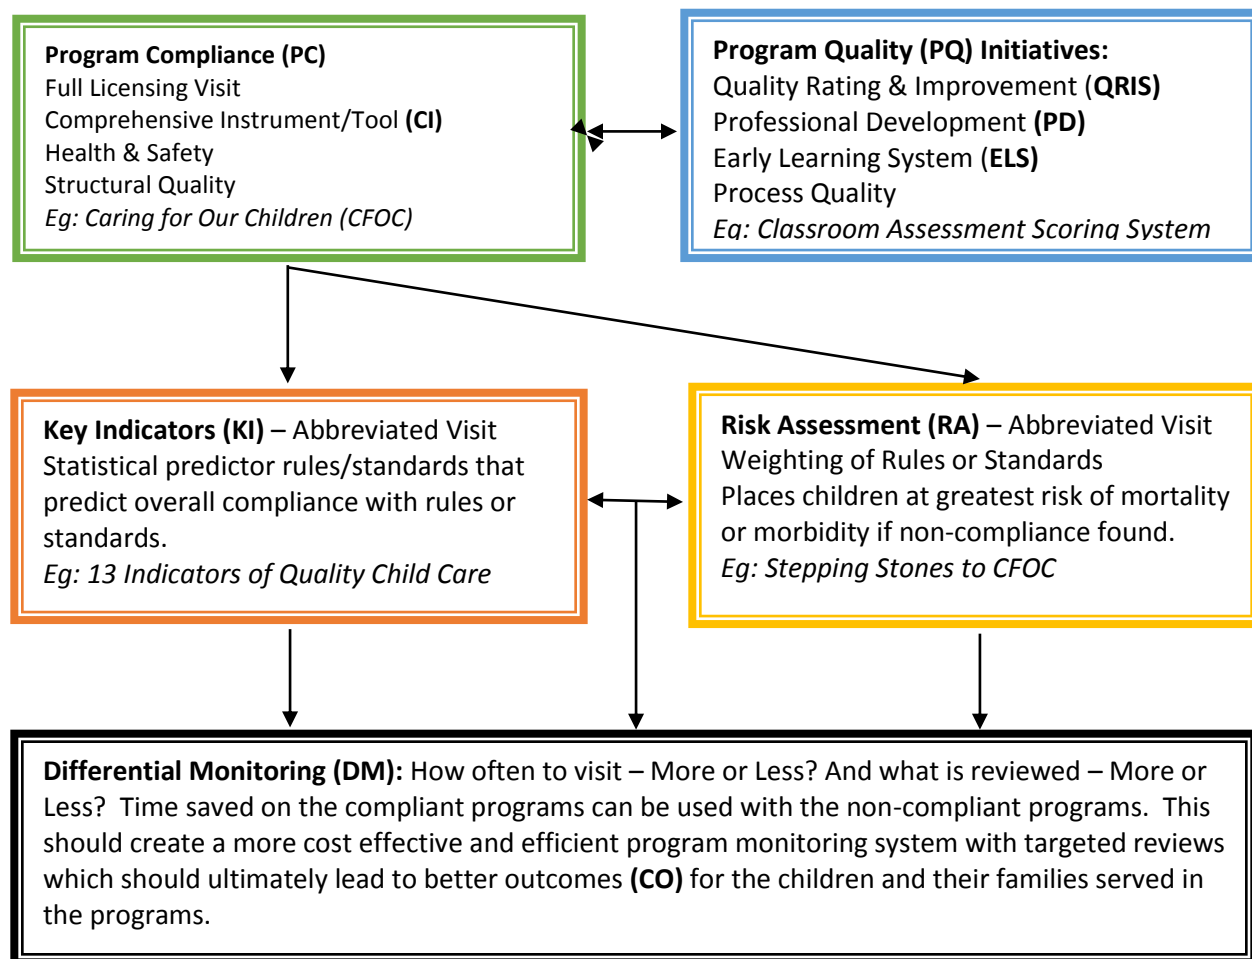 Program Compliance (PC)
Full Licensing Visit
Comprehensive Instrument/Tool (CI)
Health & Safety
Structural Quality
Eg: Caring for Our Children (CFOC)
Program Quality (PQ) Initiatives:
Quality Rating & Improvement (QRIS)
Professional Development (PD)
Early Learning System (ELS)
Process Quality
Eg: Classroom Assessment Scoring System
Key Indicators (KI) – Abbreviated Visit
Statistical predictor rules/standards that
predict overall compliance with rules or
standards.
Eg: 13 Indicators of Quality Child Care
Risk Assessment (RA) – Abbreviated Visit
Weighting of Rules or Standards
Places children at greatest risk of mortality
or morbidity if non-compliance found.
Eg: Stepping Stones to CFOC
Differential Monitoring (DM): How often to visit – More or Less? And what is reviewed – More or
Less?  Time saved on the compliant programs can be used with the non-compliant programs.  This
should create a more cost effective and efficient program monitoring system with targeted reviews
which should ultimately lead to better outcomes (CO) for the children and their families served in
the programs.